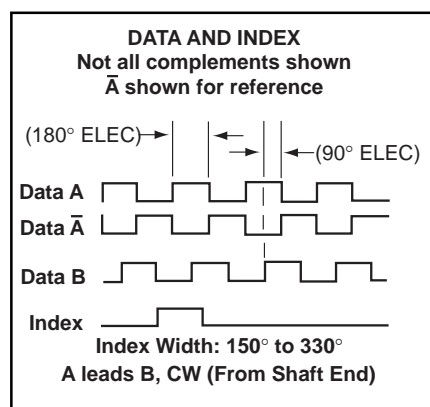 DATA AND INDEX
Not all complements shown
A̅ shown for reference
(180° ELEC)
(90° ELEC)
Data A
Data A̅
Data B
Index
Index Width: 150° to 330°
A leads B, CW (From Shaft End)